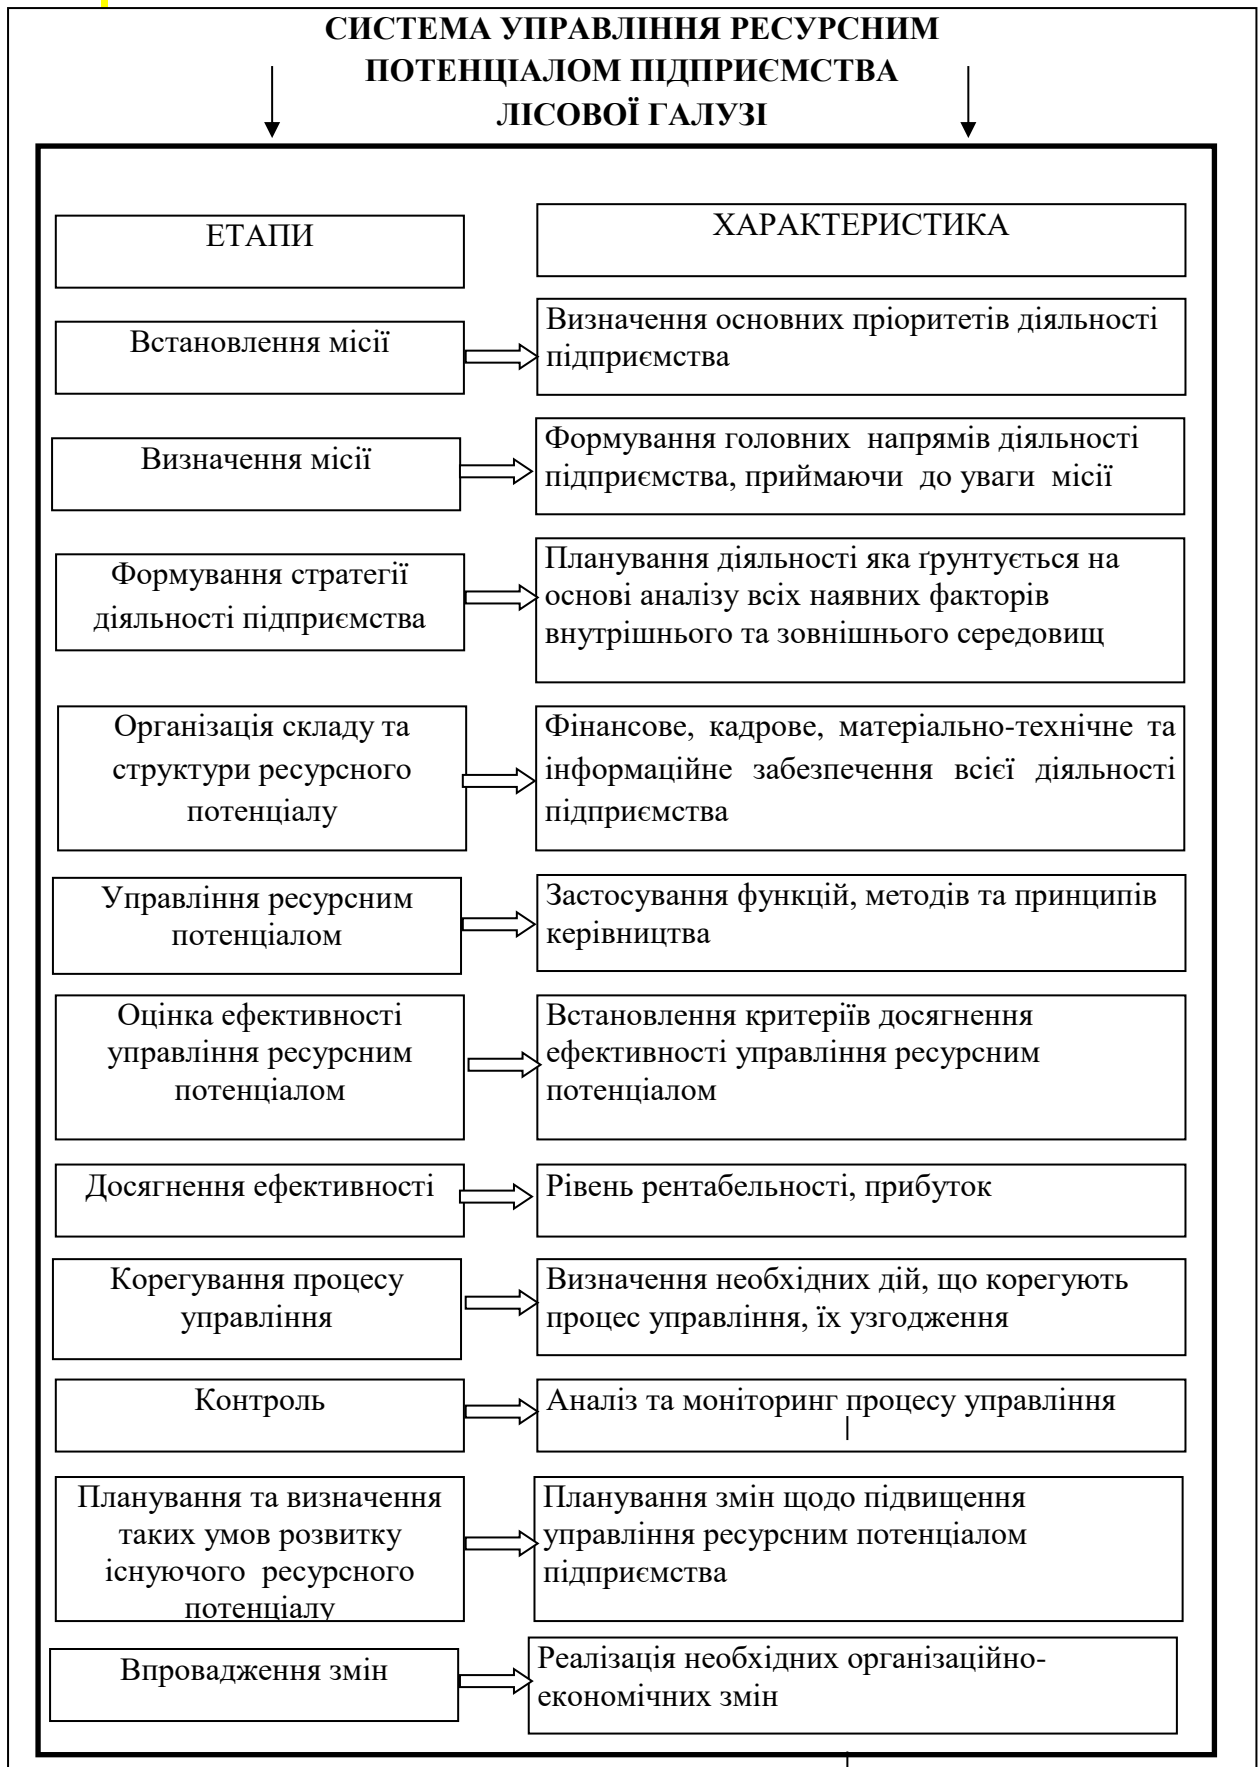 СИСТЕМА УПРАВЛІННЯ РЕСУРСНИМ
ПОТЕНЦІАЛОМ ПІДПРИЄМСТВА
ЛІСОВОЇ ГАЛУЗІ
ЕТАПИ
ХАРАКТЕРИСТИКА
Встановлення місії
Визначення основних пріоритетів діяльності
підприємства
Визначення місії
Формування головних напрямів діяльності
підприємства, приймаючи до уваги місії
Формування стратегії
діяльності підприємства
Планування діяльності яка ґрунтується на
основі аналізу всіх наявних факторів
внутрішнього та зовнішнього середовищ
Організація складу та
структури ресурсного
потенціалу
Фінансове, кадрове, матеріально-технічне та
інформаційне забезпечення всієї діяльності
підприємства
Управління ресурсним
потенціалом
Застосування функцій, методів та принципів
керівництва
Оцінка ефективності
управління ресурсним
потенціалом
Встановлення критеріїв досягнення
ефективності управління ресурсним
потенціалом
Досягнення ефективності
Рівень рентабельності, прибуток
Корегування процесу
управління
Визначення необхідних дій, що корегують
процес управління, їх узгодження
Контроль
Аналіз та моніторинг процесу управління
Планування та визначення
таких умов розвитку
існуючого ресурсного
потенціалу
Планування змін щодо підвищення
управління ресурсним потенціалом
підприємства
Впровадження змін
Реалізація необхідних організаційно-
економічних змін